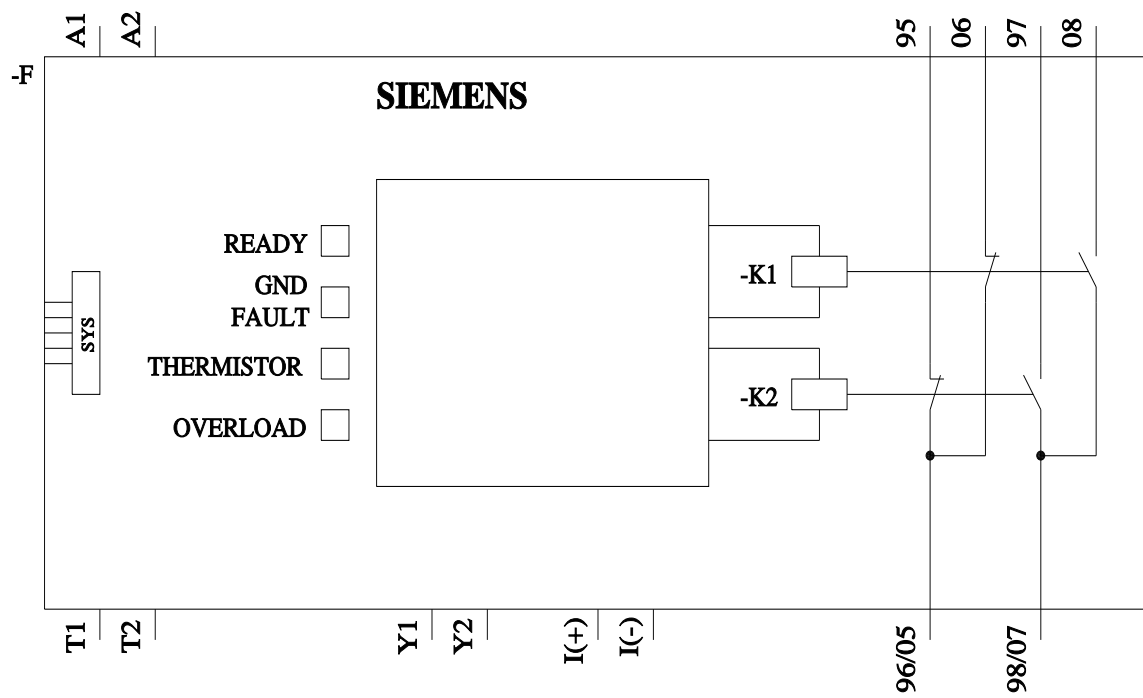 A1
A2
95
06
97
08
-F
SIEMENS
READY
GND
FAULT
THERMISTOR
OVERLOAD
SYS
-K1
-K2
T1
T2
Y1
Y2
I(+)
I(-)
96/05
98/07